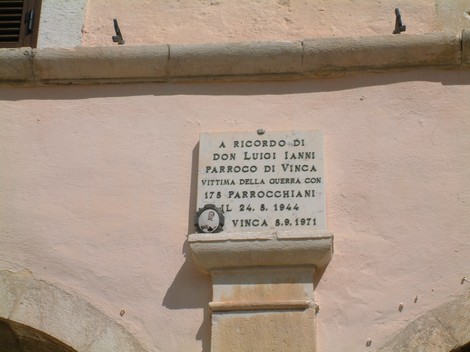 A RICORDO DI
DON LUIGI IANNI
PARROCO DI VINCA
VITTIMA DELLA GUERRA CON
175 PARROCCHIANI
IL 24. 8. 1944
VINCA 8.9.1971